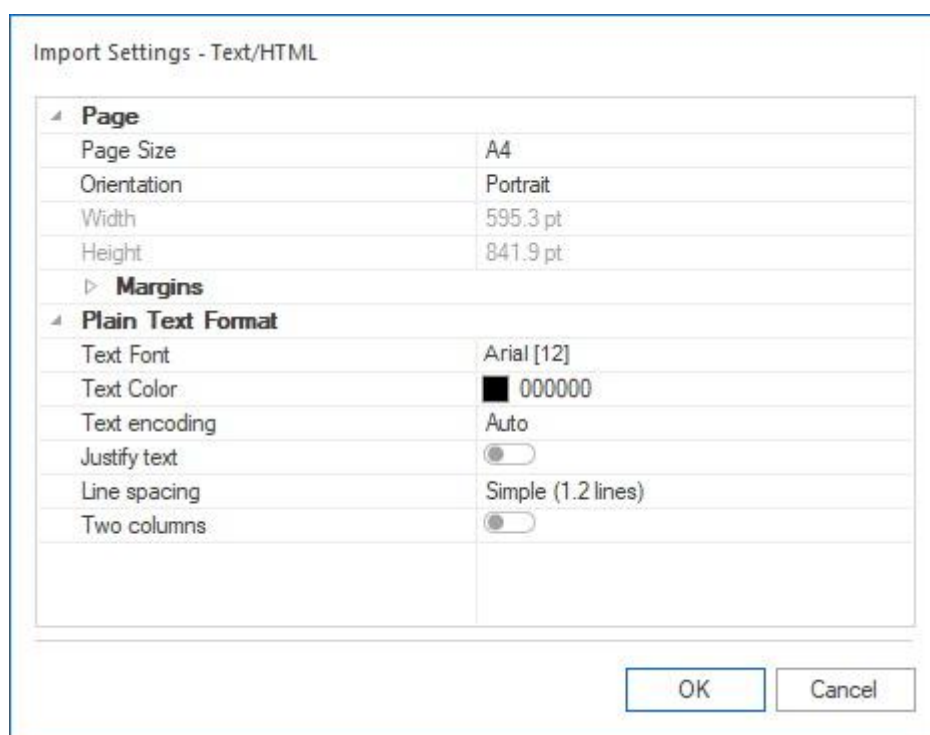 Import Settings - Text/HTML
Page
Page Size A4
Orientation Portrait
Width 595.3 pt
Height 841.9 pt
Margins
Plain Text Format
Text Font Arial [12]
Text Color 000000
Text encoding Auto
Justify text
Line spacing Simple (1.2 lines)
Two columns
OK Cancel